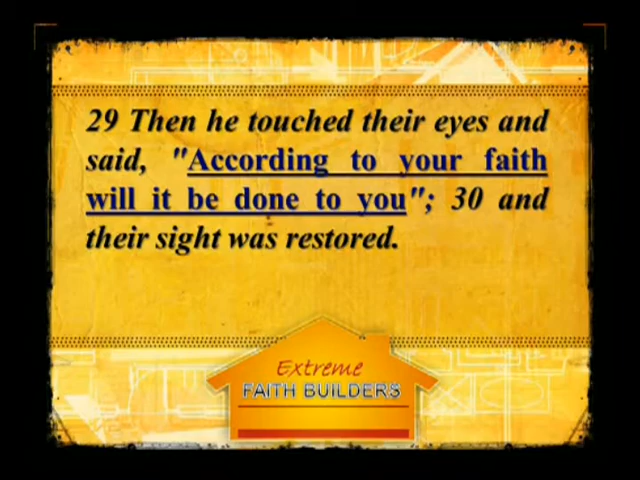 29 Then he touched their eyes and
said, "According to your faith
will it be done to you"; 30 and
their sight was restored.
Extreme
FAITH BUILDERS